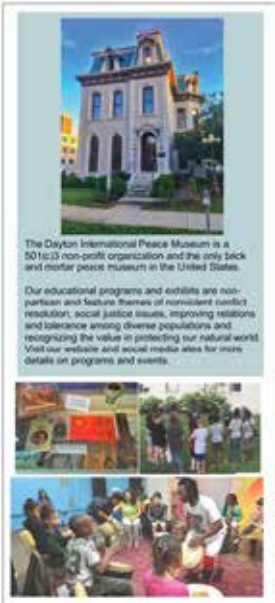 The Dayton International Peace Museum is a
501(c)3 non-profit organization and the only brick
and mortar peace museum in the United States.
Our educational programs and exhibits are non-
partisan and feature themes of nonviolent conflict
resolution, social justice issues, improving relations
and tolerance among diverse populations and
recognizing the value in protecting our natural world.
Visit our website and social media sites for more
details on programs and events.